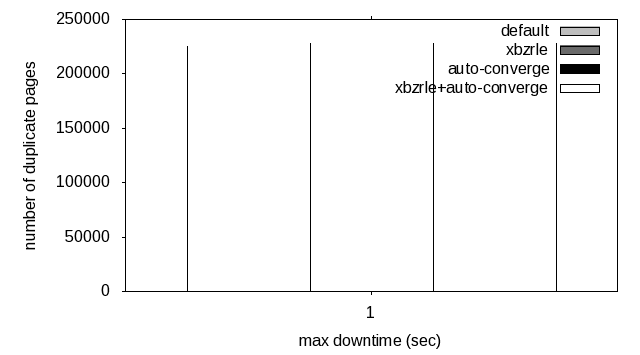 250000
200000
150000
100000
50000
0
number of duplicate pages
default
xbzrle
auto-converge
xbzrle+auto-converge
1
max downtime (sec)